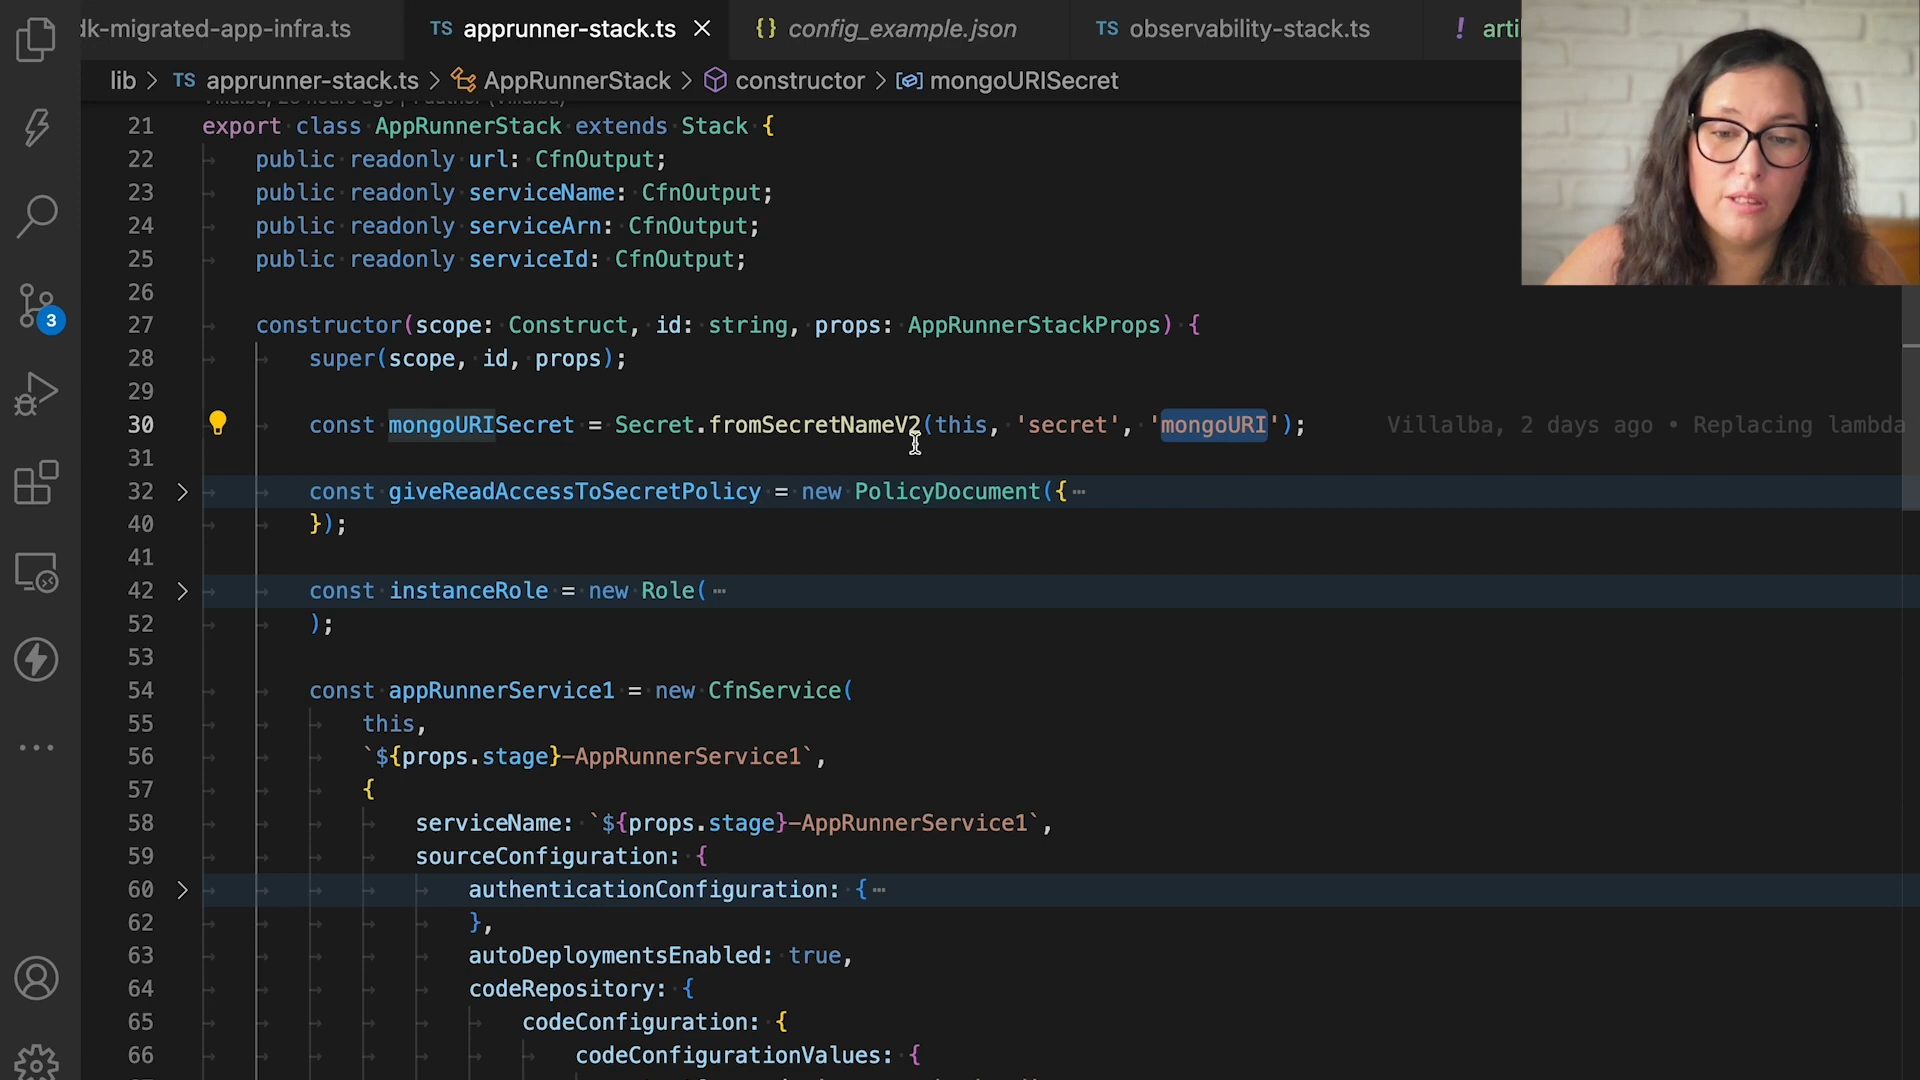 dk-migrated-app-infra.ts
TS apprunner-stack.ts
{} config_example.json
TS observability-stack.ts
! arti
lib > TS apprunner-stack.ts > AppRunnerStack > constructor > mongoURISecret
21 export class AppRunnerStack extends Stack {
22 public readonly url: CfnOutput;
23 public readonly serviceName: CfnOutput;
24 public readonly serviceArn: CfnOutput;
25 public readonly serviceId: CfnOutput;
26
27 constructor(scope: Construct, id: string, props: AppRunnerStackProps) {
28 super(scope, id, props);
29
30 const mongoURISecret = Secret.fromSecretNameV2(this, 'secret', 'mongoURI'); Villalba, 2 days ago • Replacing lambda
31
32 const giveReadAccessToSecretPolicy = new PolicyDocument({ ⋯
40 });
41
42 const instanceRole = new Role( ⋯
52 );
53
54 const appRunnerService1 = new CfnService(
55 this,
56 `${props.stage}-AppRunnerService1`,
57 {
58 serviceName: `${props.stage}-AppRunnerService1`,
59 sourceConfiguration: {
60 authenticationConfiguration: { ⋯
62 },
63 autoDeploymentsEnabled: true,
64 codeRepository: {
65 codeConfiguration: {
66 codeConfigurationValues: {
3